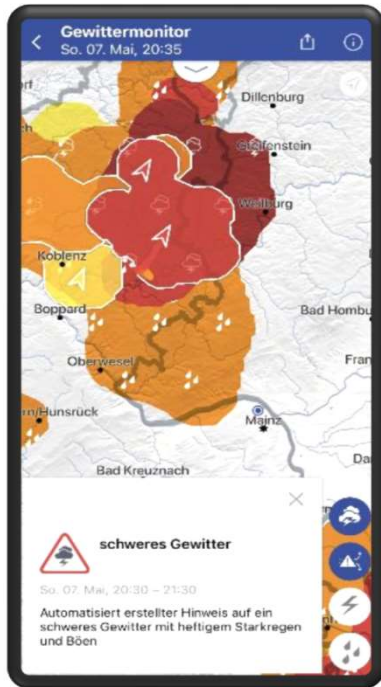 Gewittermonitor
So. 07. Mai, 20:35
Dillenburg
Greifenstein
Weilburg
Koblenz
Boppard
Bad Hombu
Oberwesel
Fran
rn/Hunsrück
Mainz
Da
Bad Kreuznach
schweres Gewitter
So. 07. Mai, 20:30 – 21:30
Automatisiert erstellter Hinweis auf ein
schweres Gewitter mit heftigem Starkregen
und Böen